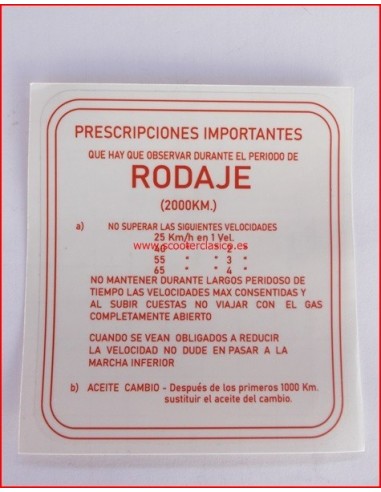 PRESCRIPCIONES IMPORTANTES
QUE HAY QUE OBSERVAR DURANTE EL PERIODO DE
RODAJE
(2000KM.)
a) NO SUPERAR LAS SIGUIENTES VELOCIDADES
25 Km/h en 1 Vel.
www.scooterclasico.es
40 " " 2 "
55 " " 3 "
65 " " 4 "
NO MANTENER DURANTE LARGOS PERIDOSO DE
TIEMPO LAS VELOCIDADES MAX CONSENTIDAS Y
AL SUBIR CUESTAS NO VIAJAR CON EL GAS
COMPLETAMENTE ABIERTO
CUANDO SE VEAN OBLIGADOS A REDUCIR
LA VELOCIDAD NO DUDE EN PASAR A LA
MARCHA INFERIOR
b) ACEITE CAMBIO - Después de los primeros 1000 Km.
sustituir el aceite del cambio.